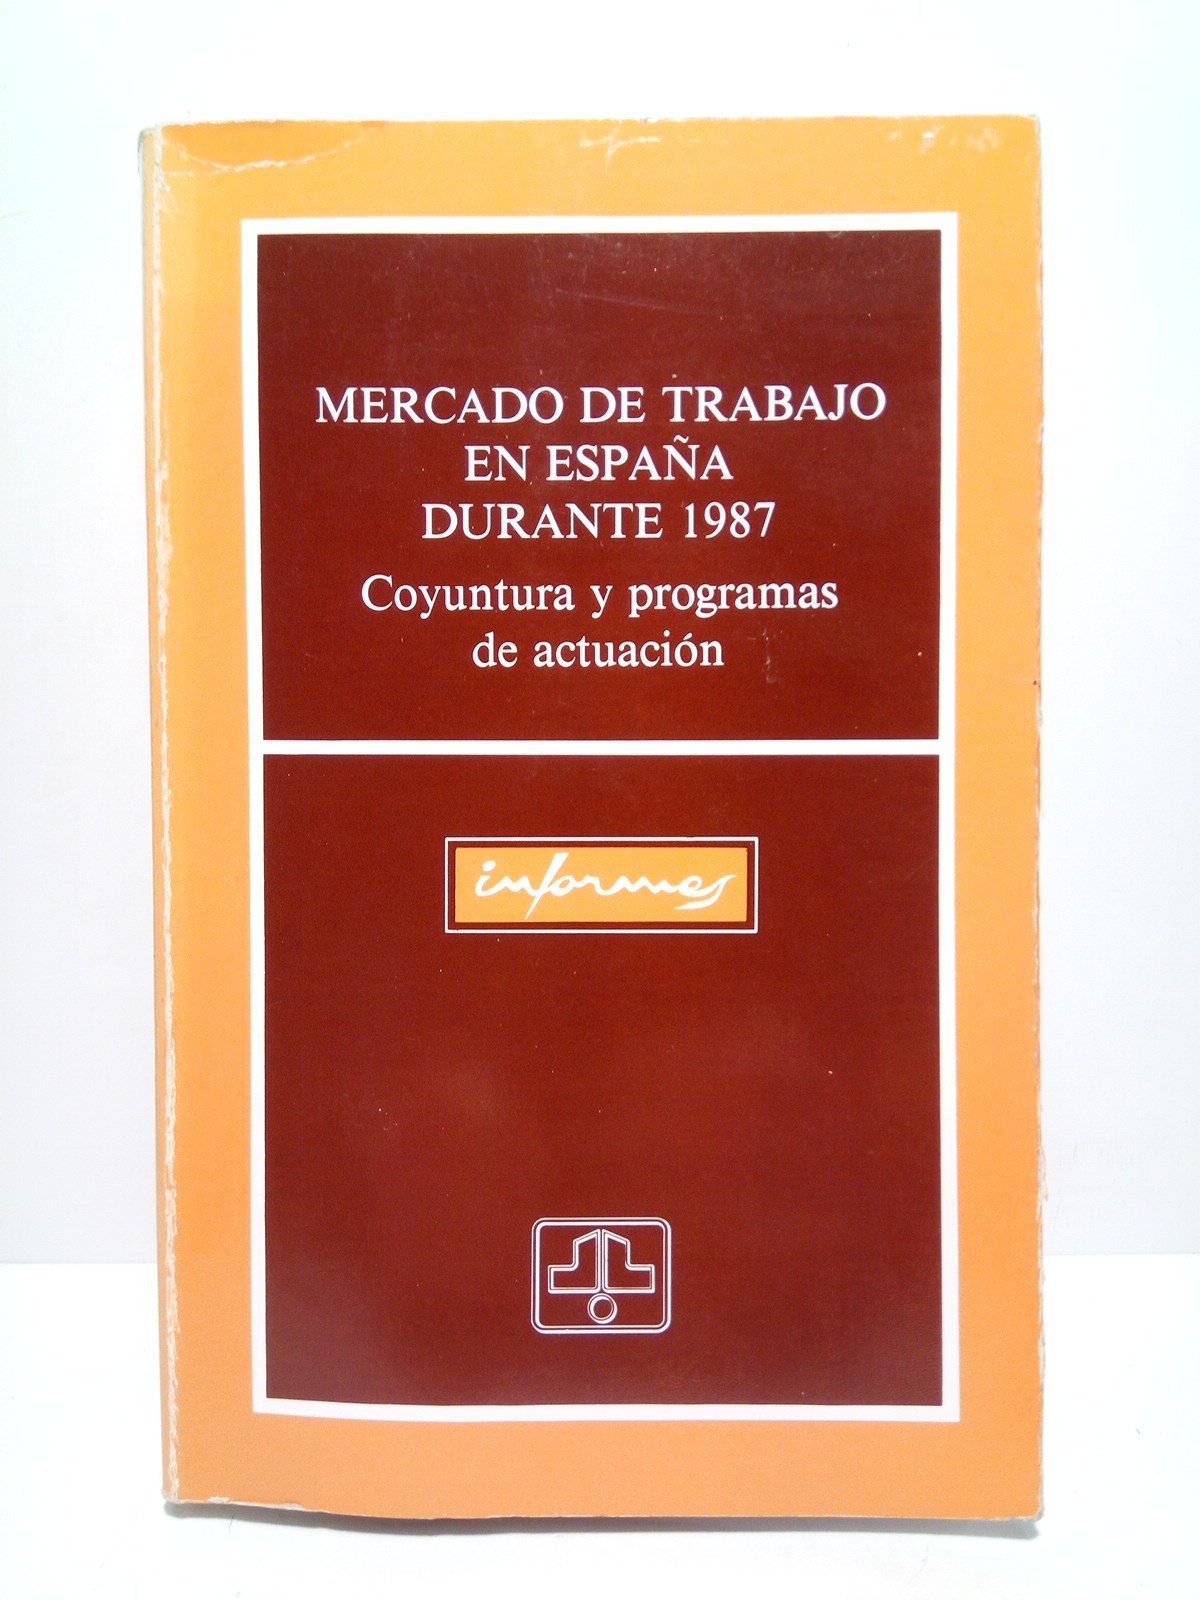 MERCADO DE TRABAJO
EN ESPAÑA
DURANTE 1987
Coyuntura y programas
de actuación
informes